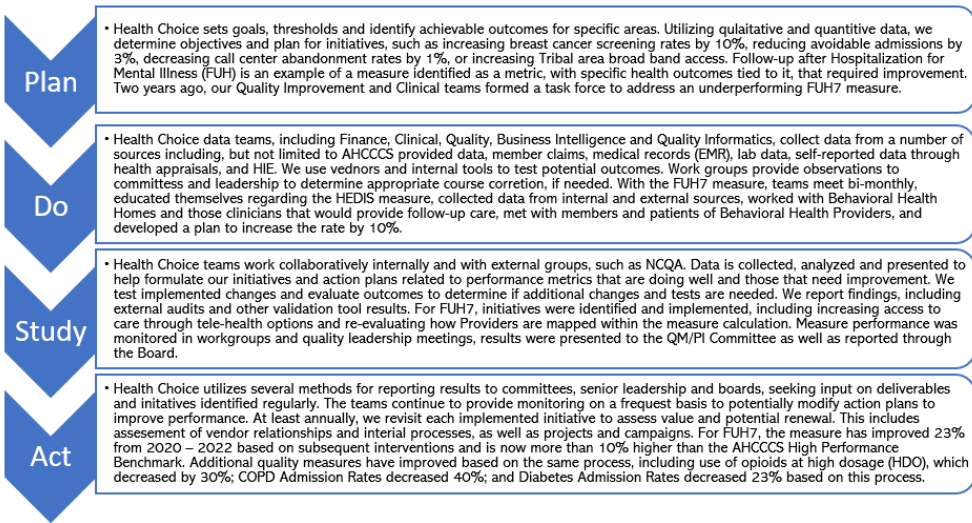 Plan
• Health Choice sets goals, thresholds and identify achievable outcomes for specific areas. Utilizing qulaitative and quantitive data, we
determine objectives and plan for initiatives, such as increasing breast cancer screening rates by 10%, reducing avoidable admissions by
3%, decreasing call center abandonment rates by 1%, or increasing Tribal area broad band access. Follow-up after Hospitalization for
Mental Illness (FUH) is an example of a measure identified as a metric, with specific health outcomes tied to it, that required improvement.
Two years ago, our Quality Improvement and Clinical teams formed a task force to address an underperforming FUH7 measure.
Do
• Health Choice data teams, including Finance, Clinical, Quality, Business Intelligence and Quality Informatics, collect data from a number of
sources including, but not limited to AHCCCS provided data, member claims, medical records (EMR), lab data, self-reported data through
health appraisals, and HIE. We use vednors and internal tools to test potential outcomes. Work groups provide observations to
committess and leadership to determine appropriate course corretion, if needed. With the FUH7 measure, teams meet bi-monthly,
educated themselves regarding the HEDIS measure, collected data from internal and external sources, worked with Behavioral Health
Homes and those clinicians that would provide follow-up care, met with members and patients of Behavioral Health Providers, and
developed a plan to increase the rate by 10%.
Study
• Health Choice teams work collaboratively internally and with external groups, such as NCQA. Data is collected, analyzed and presented to
help formulate our initiatives and action plans related to performance metrics that are doing well and those that need improvement. We
test implemented changes and evaluate outcomes to determine if additional changes and tests are needed. We report findings, including
external audits and other validation tool results. For FUH7, initiatives were identified and implemented, including increasing access to
care through tele-health options and re-evaluating how Providers are mapped within the measure calculation. Measure performance was
monitored in workgroups and quality leadership meetings, results were presented to the QM/PI Committee as well as reported through
the Board.
Act
• Health Choice utilizes several methods for reporting results to committees, senior leadership and boards, seeking input on deliverables
and initatives identified regularly. The teams continue to provide monitoring on a frequest basis to potentially modify action plans to
improve performance. At least annually, we revisit each implemented initiative to assess value and potential renewal. This includes
assesement of vendor relationships and interial processes, as well as projects and campaigns. For FUH7, the measure has improved 23%
from 2020 – 2022 based on subsequent interventions and is now more than 10% higher than the AHCCCS High Performance
Benchmark. Additional quality measures have improved based on the same process, including use of opioids at high dosage (HDO), which
decreased by 30%; COPD Admission Rates decreased 40%; and Diabetes Admission Rates decreased 23% based on this process.